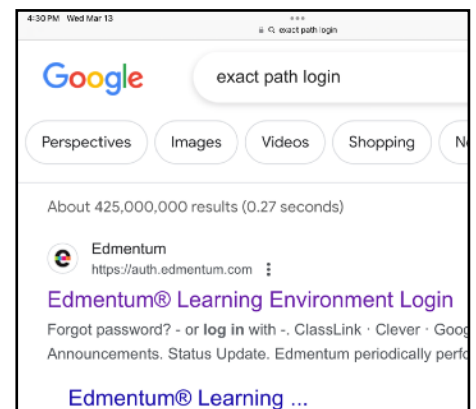 4:30 PM Wed Mar 13
exact path login
Google
exact path login
Perspectives
Images
Videos
Shopping
About 425,000,000 results (0.27 seconds)
Edmentum
https://auth.edmentum.com
Edmentum® Learning Environment Login
Forgot password? - or log in with -. ClassLink · Clever · Goog
Announcements. Status Update. Edmentum periodically perfo
Edmentum® Learning ...